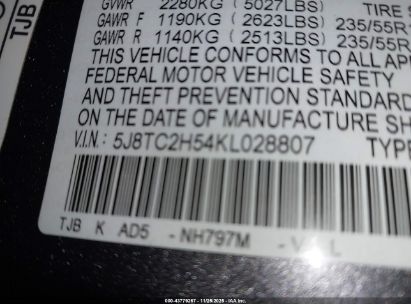 TJB
GVWR 2280KG (5027LBS) TIRE
GAWR F 1190KG (2623LBS) 235/55R
GAWR R 1140KG (2513LBS) 235/55R
THIS VEHICLE CONFORMS TO ALL
FEDERAL MOTOR VEHICLE SAFETY
AND THEFT PREVENTION STANDARD
ON THE DATE OF MANUFACTURE SH
V.I.N.: 5J8TC2H54KL028807 TYPE
TJB K AD5 -NH797M